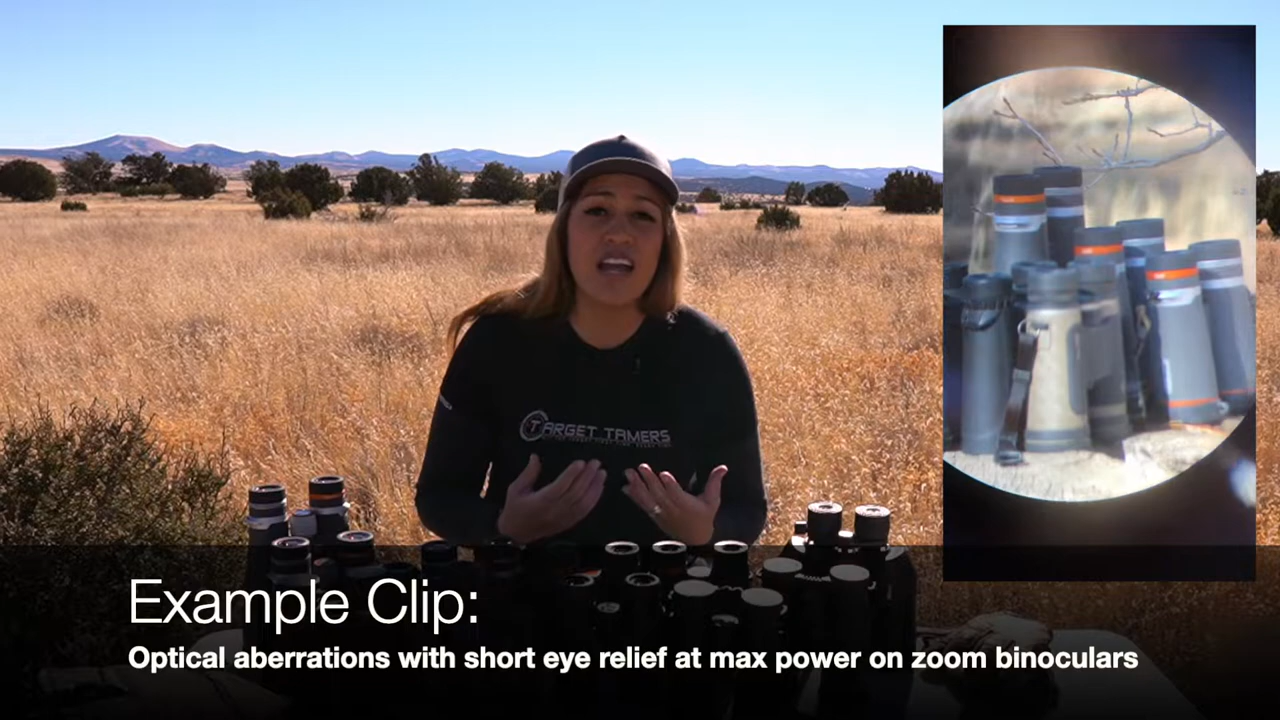 TARGET TAMERS
Example Clip:
Optical aberrations with short eye relief at max power on zoom binoculars